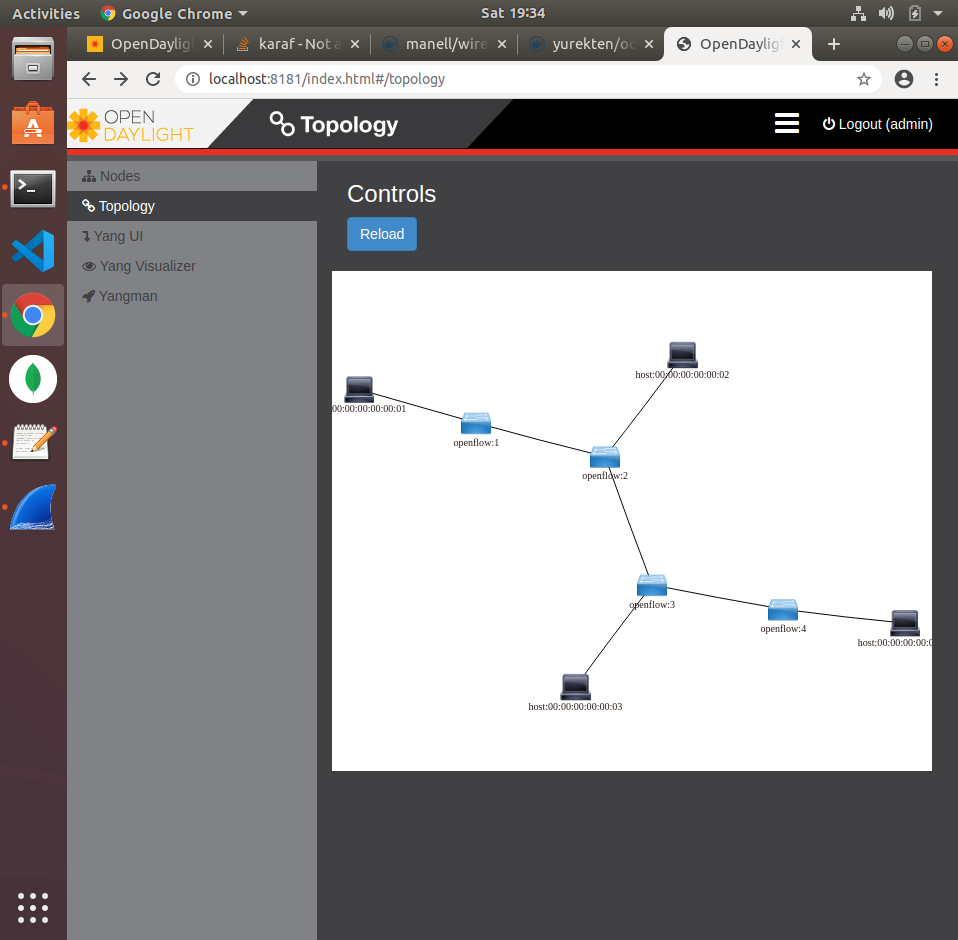 Activities Google Chrome Sat 19:34
OpenDaylig karaf - Not a manell/wire yurekten/oc OpenDaylig
localhost:8181/index.html#/topology
OPEN DAYLIGHT Topology Logout (admin)
Nodes
Topology
Yang UI
Yang Visualizer
Yangman
Controls
Reload
host:00:00:00:00:00:02
00:00:00:00:00:01
openflow:1
openflow:2
openflow:3
openflow:4
host:00:00:00:00:0
host:00:00:00:00:00:03